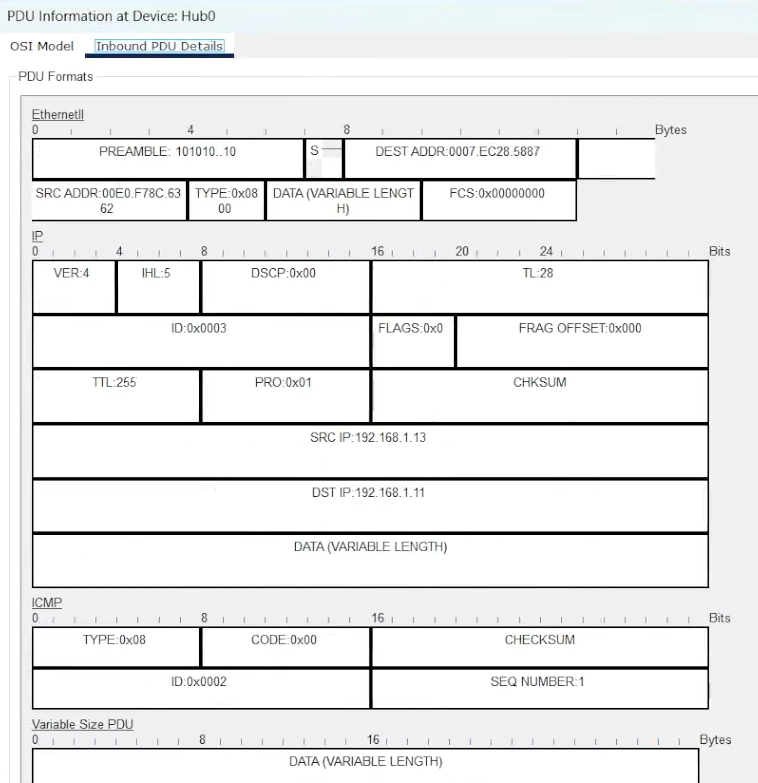 PDU Information at Device: Hub0
OSI Model Inbound PDU Details
PDU Formats
EthernetII
0 4 8 Bytes
PREAMBLE: 101010..10 S DEST ADDR:0007.EC28.5887
SRC ADDR:00E0.F78C.63 TYPE:0x08 DATA (VARIABLE LENGT FCS:0x00000000
62 00 H)
IP
0 4 8 16 20 24 Bits
VER:4 IHL:5 DSCP:0x00 TL:28
ID:0x0003 FLAGS:0x0 FRAG OFFSET:0x000
TTL:255 PRO:0x01 CHKSUM
SRC IP:192.168.1.13
DST IP:192.168.1.11
DATA (VARIABLE LENGTH)
ICMP
0 8 16 Bits
TYPE:0x08 CODE:0x00 CHECKSUM
ID:0x0002 SEQ NUMBER:1
Variable Size PDU
0 8 16 Bytes
DATA (VARIABLE LENGTH)